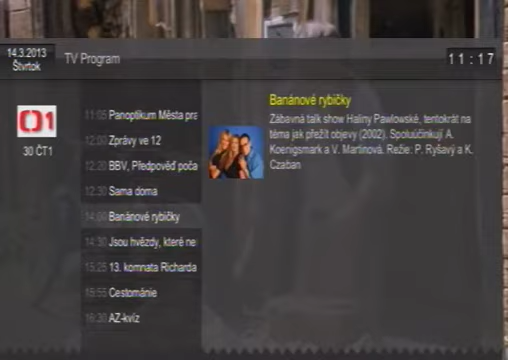 14.3.2013
Štvrtok
TV Program
11:17
30 ČT1
11:05 Panoptikum Města pra
12:00 Zprávy ve 12
12:20 BBV, Předpověď poča
12:30 Sama doma
14:00 Banánové rybičky
14:30 Jsou hvězdy, které ne
15:25 13. komnata Richarda
15:55 Cestománie
16:30 AZ-kvíz
Banánové rybičky
Zábavná talk show Haliny Pawlowské, tentokrát na
téma jak přežít objevy (2002). Spoluúčinkují A.
Koenigsmark a V. Martinová. Režie: P. Ryšavý a K.
Czaban